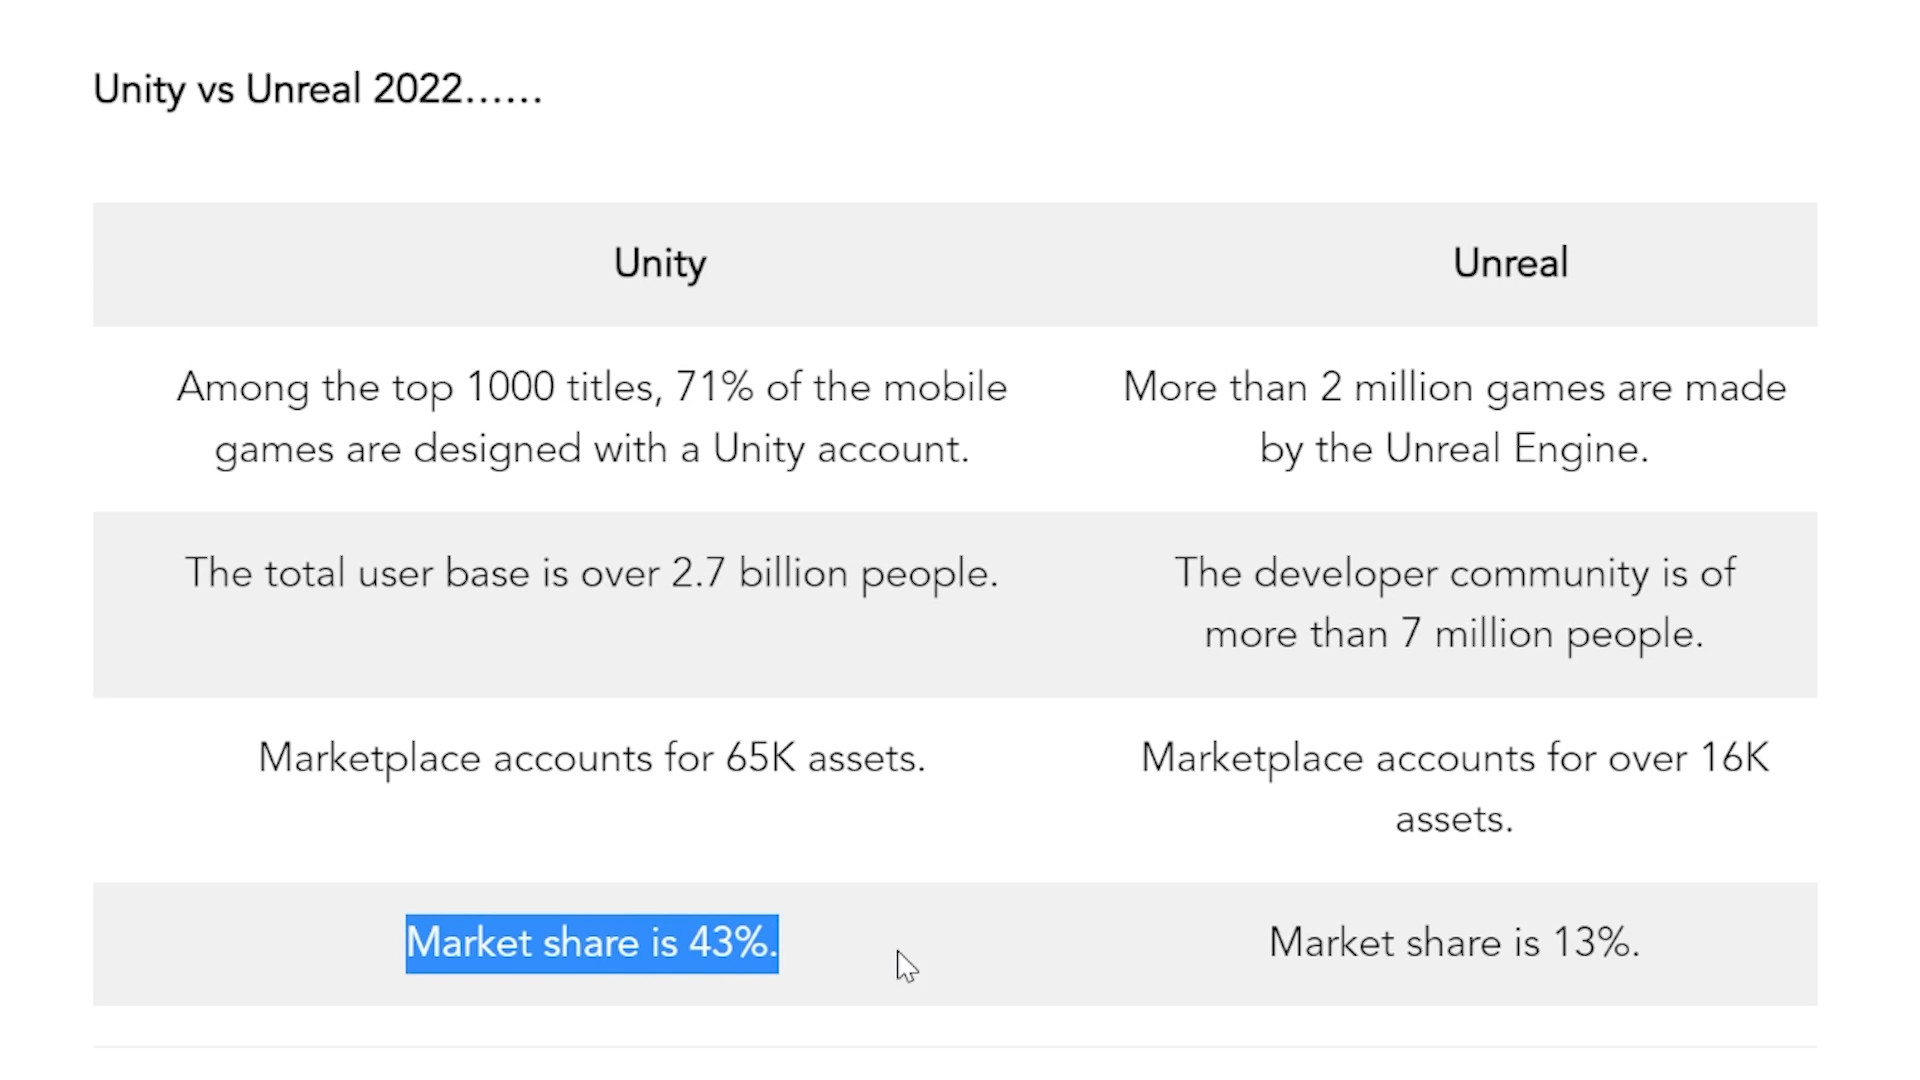 Unity vs Unreal 2022......
Unity
Unreal
Among the top 1000 titles, 71% of the mobile
games are designed with a Unity account.
More than 2 million games are made
by the Unreal Engine.
The total user base is over 2.7 billion people.
The developer community is of
more than 7 million people.
Marketplace accounts for 65K assets.
Marketplace accounts for over 16K
assets.
Market share is 43%.
Market share is 13%.